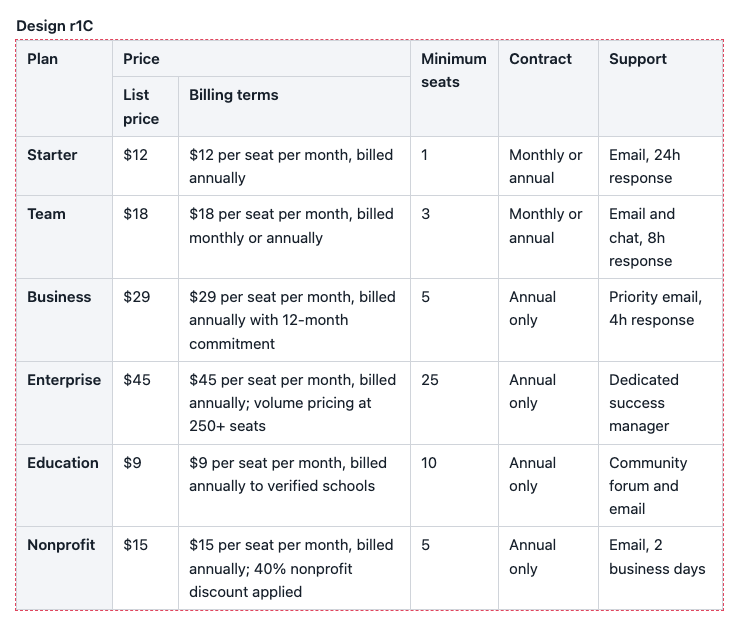 Design r1C
Plan
Price
Minimum
seats
Contract
Support
List
price
Billing terms
Starter
$12
$12 per seat per month, billed
annually
1
Monthly or
annual
Email, 24h
response
Team
$18
$18 per seat per month, billed
monthly or annually
3
Monthly or
annual
Email and
chat, 8h
response
Business
$29
$29 per seat per month, billed
annually with 12-month
commitment
5
Annual
only
Priority email,
4h response
Enterprise
$45
$45 per seat per month, billed
annually; volume pricing at
250+ seats
25
Annual
only
Dedicated
success
manager
Education
$9
$9 per seat per month, billed
annually to verified schools
10
Annual
only
Community
forum and
email
Nonprofit
$15
$15 per seat per month, billed
annually; 40% nonprofit
discount applied
5
Annual
only
Email, 2
business days